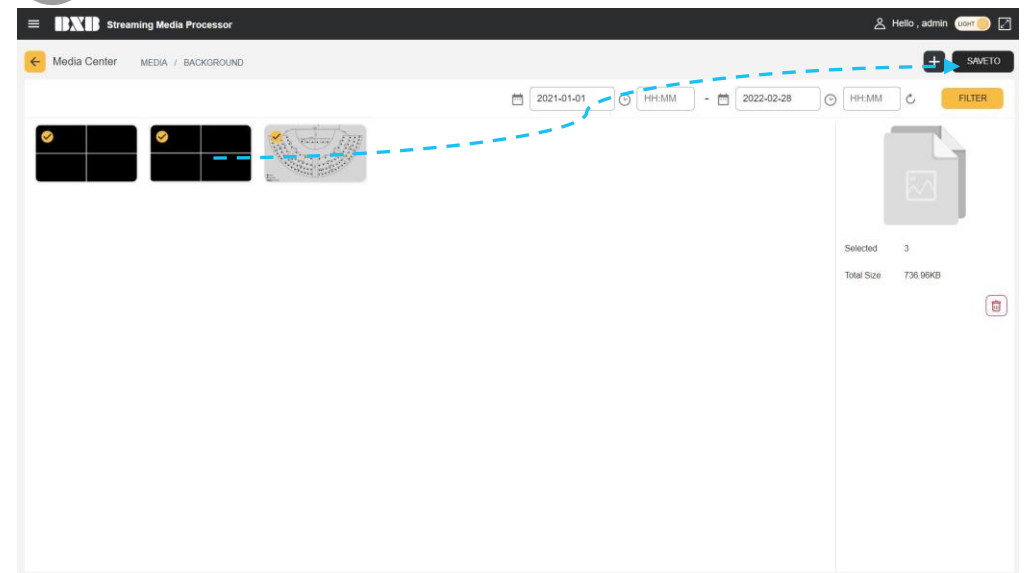 BXB Streaming Media Processor Hello , admin LIGHT
Media Center MEDIA / BACKGROUND + SAVETO
2021-01-01 HH:MM - 2022-02-28 HH:MM FILTER
Selected 3
Total Size 736.96KB